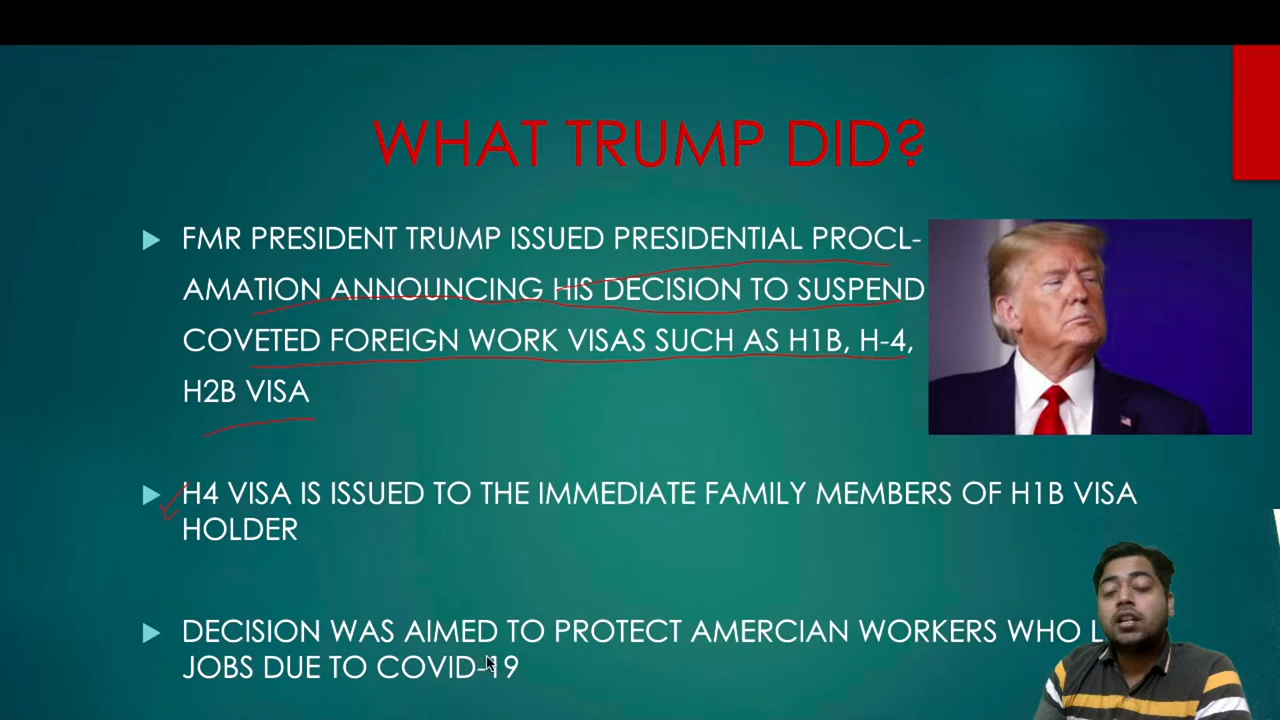 WHAT TRUMP DID?
FMR PRESIDENT TRUMP ISSUED PRESIDENTIAL PROCL-
AMATION ANNOUNCING HIS DECISION TO SUSPEND
COVETED FOREIGN WORK VISAS SUCH AS H1B, H-4,
H2B VISA
H4 VISA IS ISSUED TO THE IMMEDIATE FAMILY MEMBERS OF H1B VISA
HOLDER
DECISION WAS AIMED TO PROTECT AMERCIAN WORKERS WHO
JOBS DUE TO COVID-19